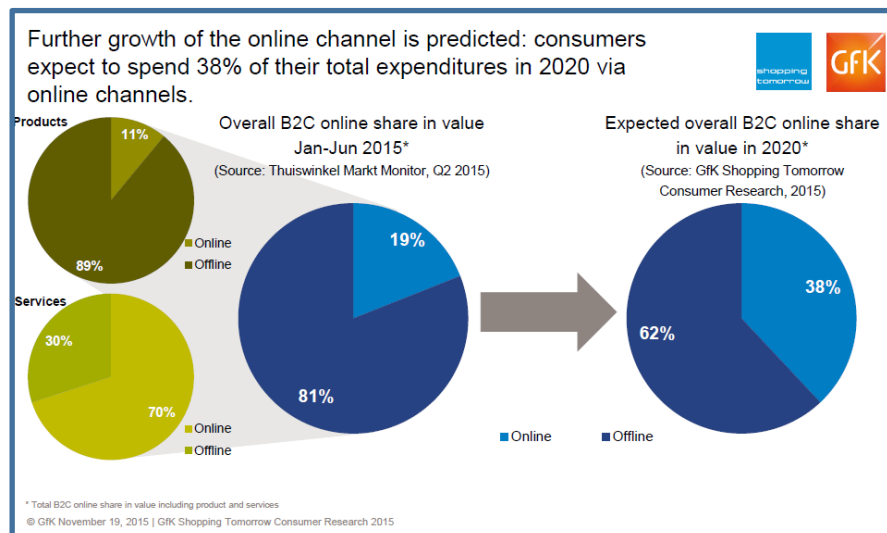 Further growth of the online channel is predicted: consumers
expect to spend 38% of their total expenditures in 2020 via
online channels.
shopping
tomorrow
GfK
Products
11%
89%
Online
Offline
Services
30%
70%
Online
Offline
Overall B2C online share in value
Jan-Jun 2015*
(Source: Thuiswinkel Markt Monitor, Q2 2015)
19%
81%
Expected overall B2C online share
in value in 2020*
(Source: GfK Shopping Tomorrow
Consumer Research, 2015)
38%
62%
Online
Offline
* Total B2C online share in value including product and services
© GfK November 19, 2015 | GfK Shopping Tomorrow Consumer Research 2015